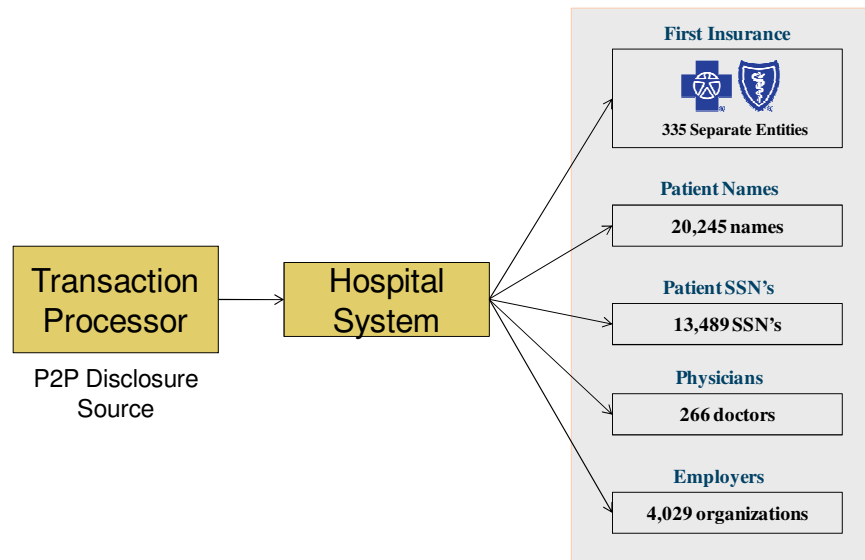 First Insurance
335 Separate Entities
Patient Names
20,245 names
Transaction
Processor
Hospital
System
Patient SSN's
13,489 SSN's
P2P Disclosure
Source
Physicians
266 doctors
Employers
4,029 organizations